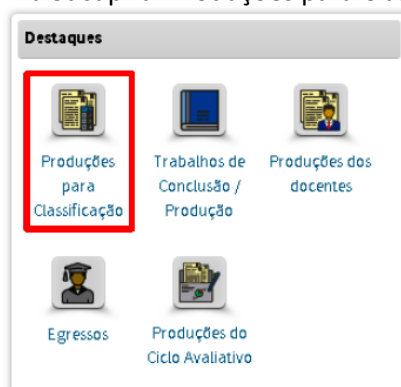 Destaques
Produções Trabalhos de Produções dos
para Conclusão / docentes
Classificação Produção
Egressos Produções do
Ciclo Avaliativo